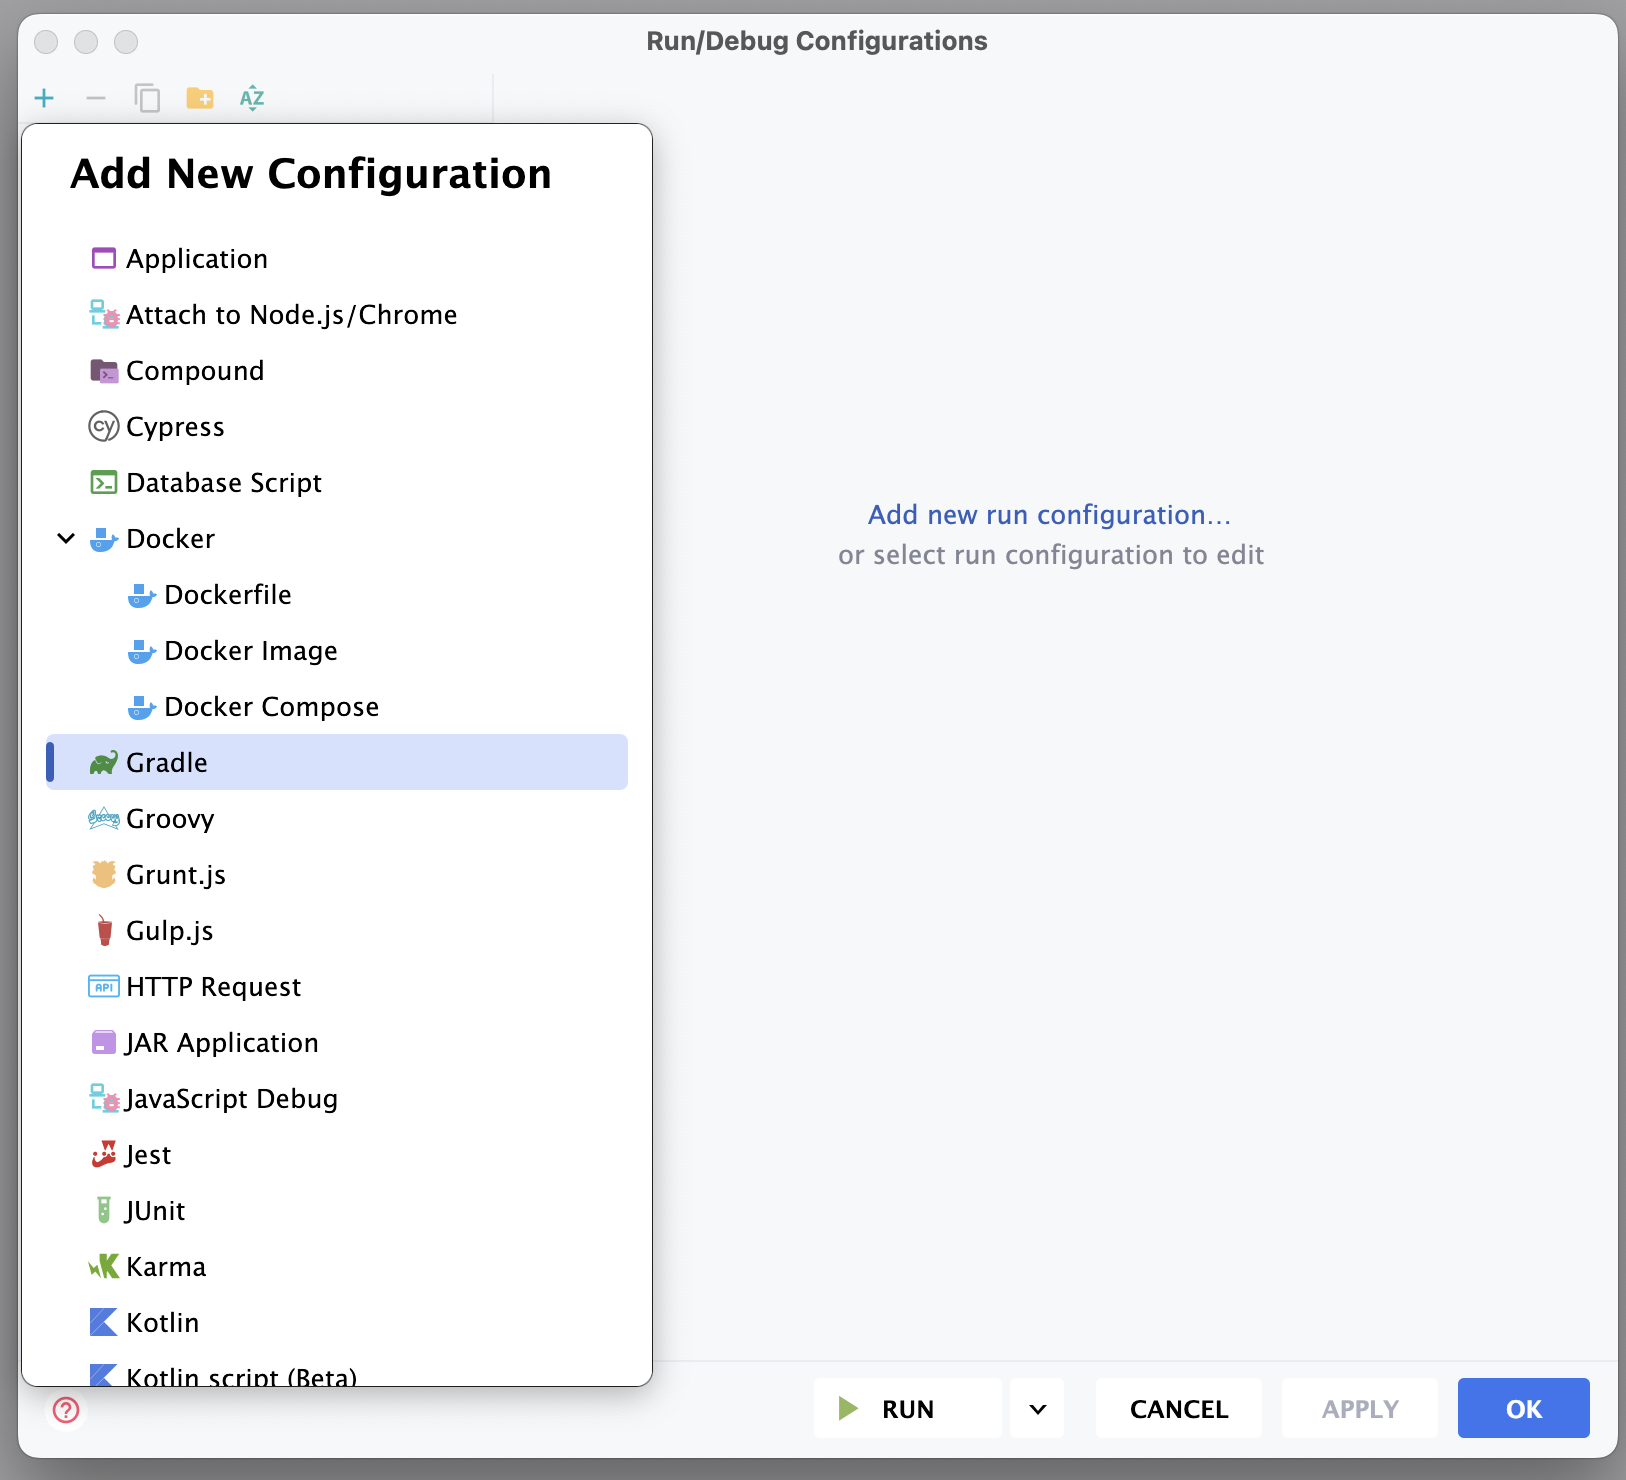 Run/Debug Configurations
AZ
Add New Configuration
Application
Attach to Node.js/Chrome
Compound
cy Cypress
Database Script
Docker
Dockerfile
Docker Image
Docker Compose
Gradle
Groovy
Grunt.js
Gulp.js
API HTTP Request
JAR Application
JavaScript Debug
Jest
JUnit
Karma
Kotlin
Kotlin script (Beta)
Add new run configuration...
or select run configuration to edit
?
RUN
CANCEL
APPLY
OK